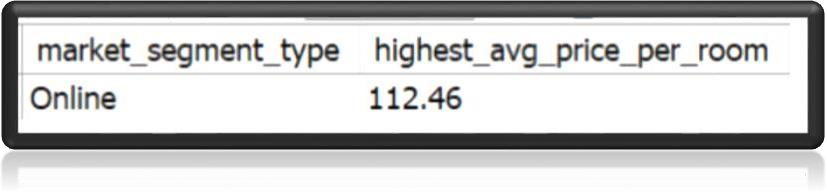 market_segment_type highest_avg_price_per_room
Online 112.46